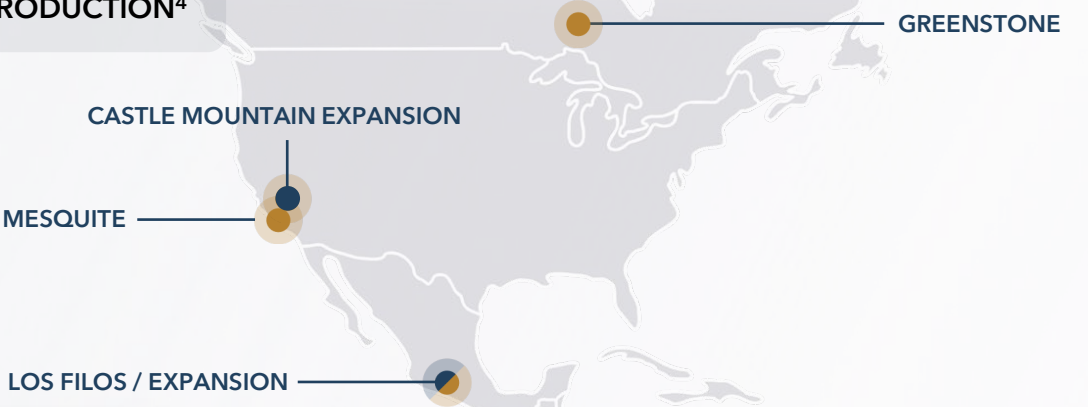 RODUCTION⁴
GREENSTONE
CASTLE MOUNTAIN EXPANSION
MESQUITE
LOS FILOS / EXPANSION